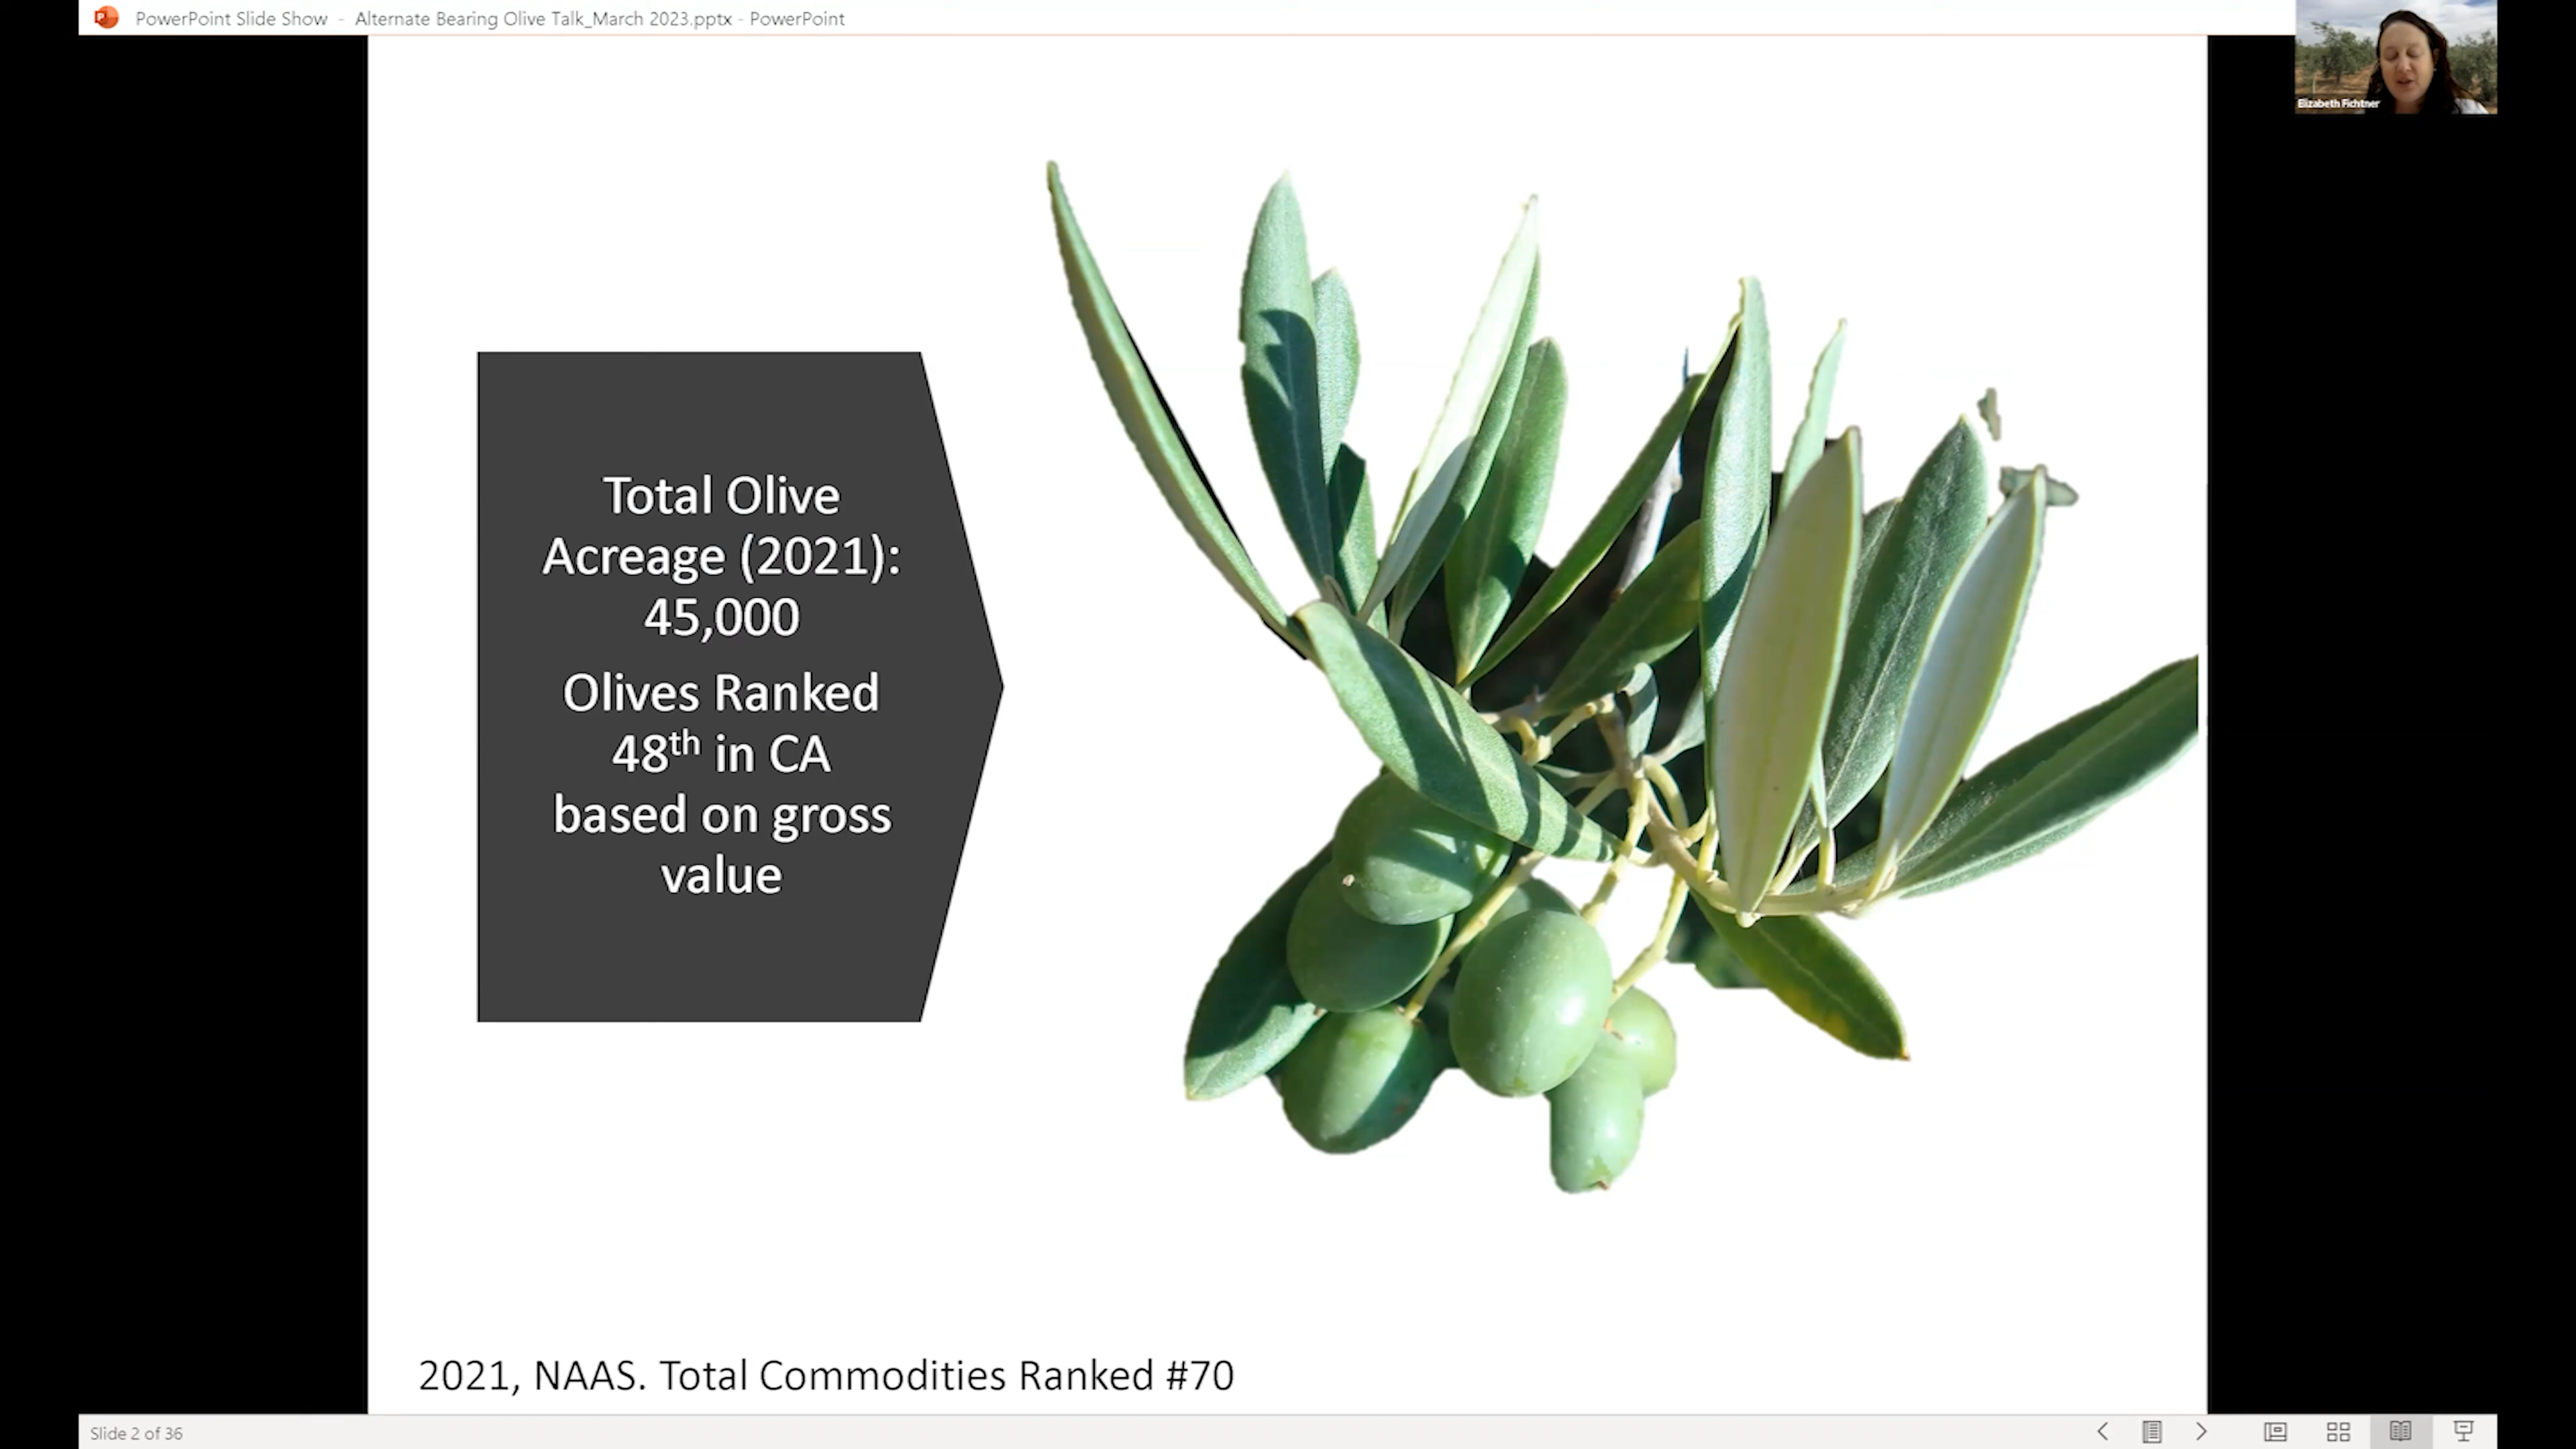 PowerPoint Slide Show - Alternate Bearing Olive Talk_March 2023.pptx - PowerPoint
Elizabeth Fichtner
Total Olive
Acreage (2021):
45,000
Olives Ranked
48th in CA
based on gross
value
2021, NAAS. Total Commodities Ranked #70
Slide 2 of 36